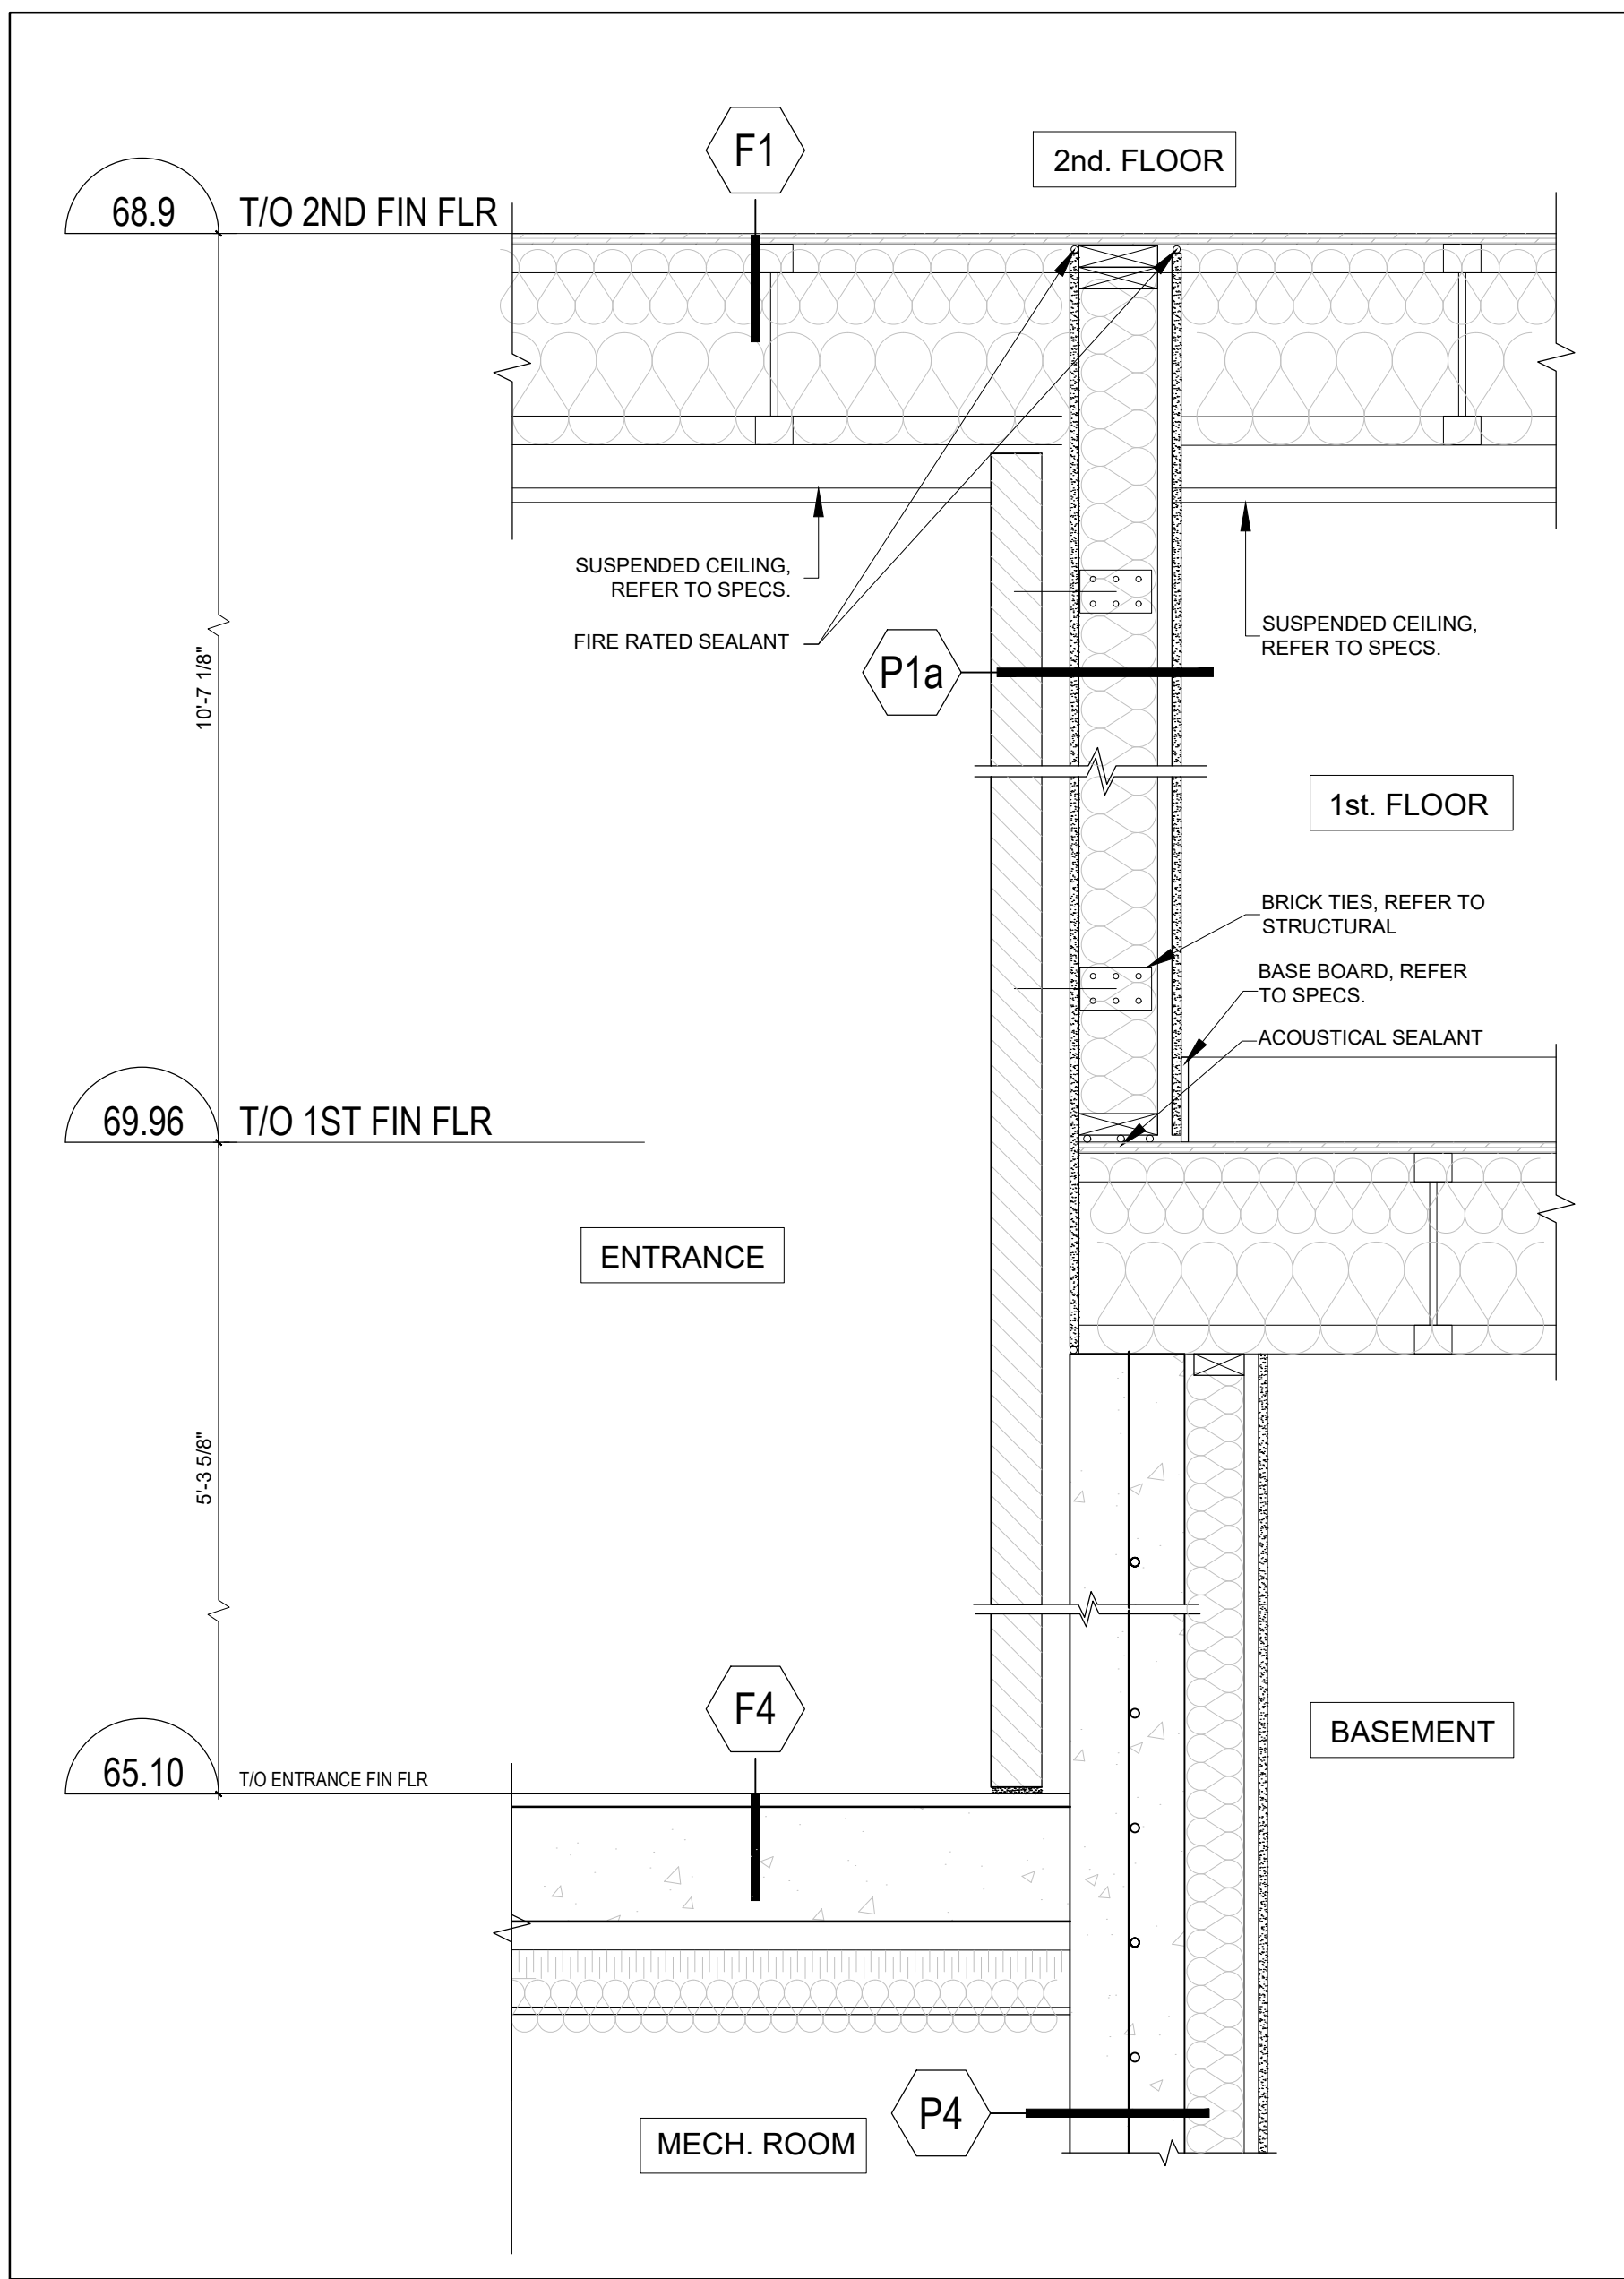 F1
2nd. FLOOR
68.9
T/O 2ND FIN FLR
SUSPENDED CEILING,
REFER TO SPECS.
FIRE RATED SEALANT
SUSPENDED CEILING,
REFER TO SPECS.
P1a
10'-7 1/8"
1st. FLOOR
BRICK TIES, REFER TO
STRUCTURAL
BASE BOARD, REFER
TO SPECS.
ACOUSTICAL SEALANT
69.96
T/O 1ST FIN FLR
ENTRANCE
5'-3 5/8"
F4
BASEMENT
65.10
T/O ENTRANCE FIN FLR
P4
MECH. ROOM